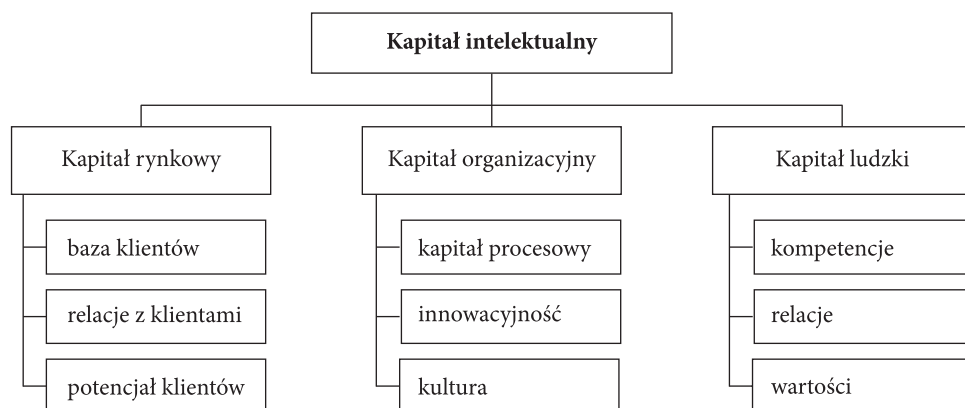 Kapitał intelektualny
Kapitał rynkowy
baza klientów
relacje z klientami
potencjał klientów
Kapitał organizacyjny
kapitał procesowy
innowacyjność
kultura
Kapitał ludzki
kompetencje
relacje
wartości